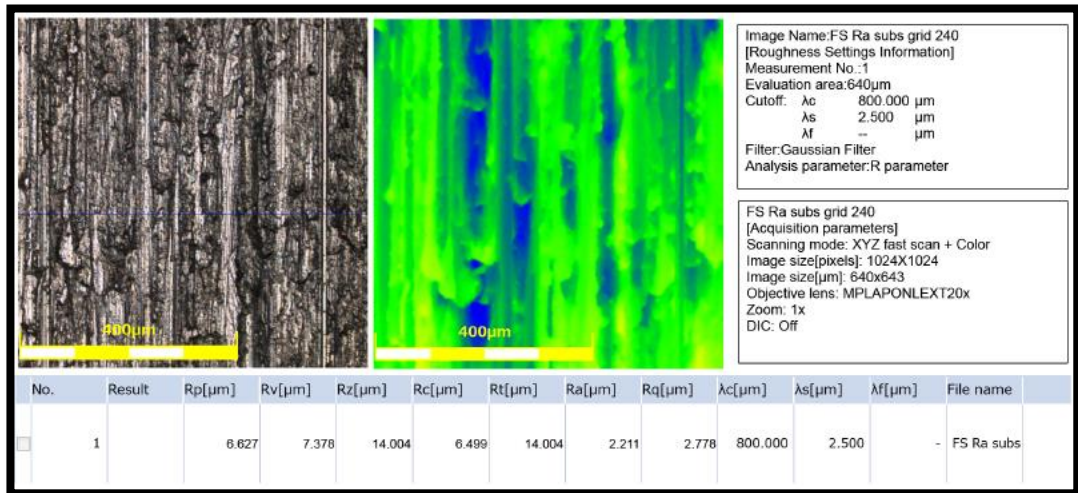 400μm
400μm
Image Name:FS Ra subs grid 240
[Roughness Settings Information]
Measurement No.:1
Evaluation area:640μm
Cutoff: λc 800.000 μm
λs 2.500 μm
λf -- μm
Filter:Gaussian Filter
Analysis parameter:R parameter
FS Ra subs grid 240
[Acquisition parameters]
Scanning mode: XYZ fast scan + Color
Image size[pixels]: 1024X1024
Image size[μm]: 640x643
Objective lens: MPLAPONLEXT20x
Zoom: 1x
DIC: Off
No. Result Rp[μm] Rv[μm] Rz[μm] Rc[μm] Rt[μm] Ra[μm] Rq[μm] λc[μm] λs[μm] λf[μm] File name
1 6.627 7.378 14.004 6.499 14.004 2.211 2.778 800.000 2.500 - FS Ra subs